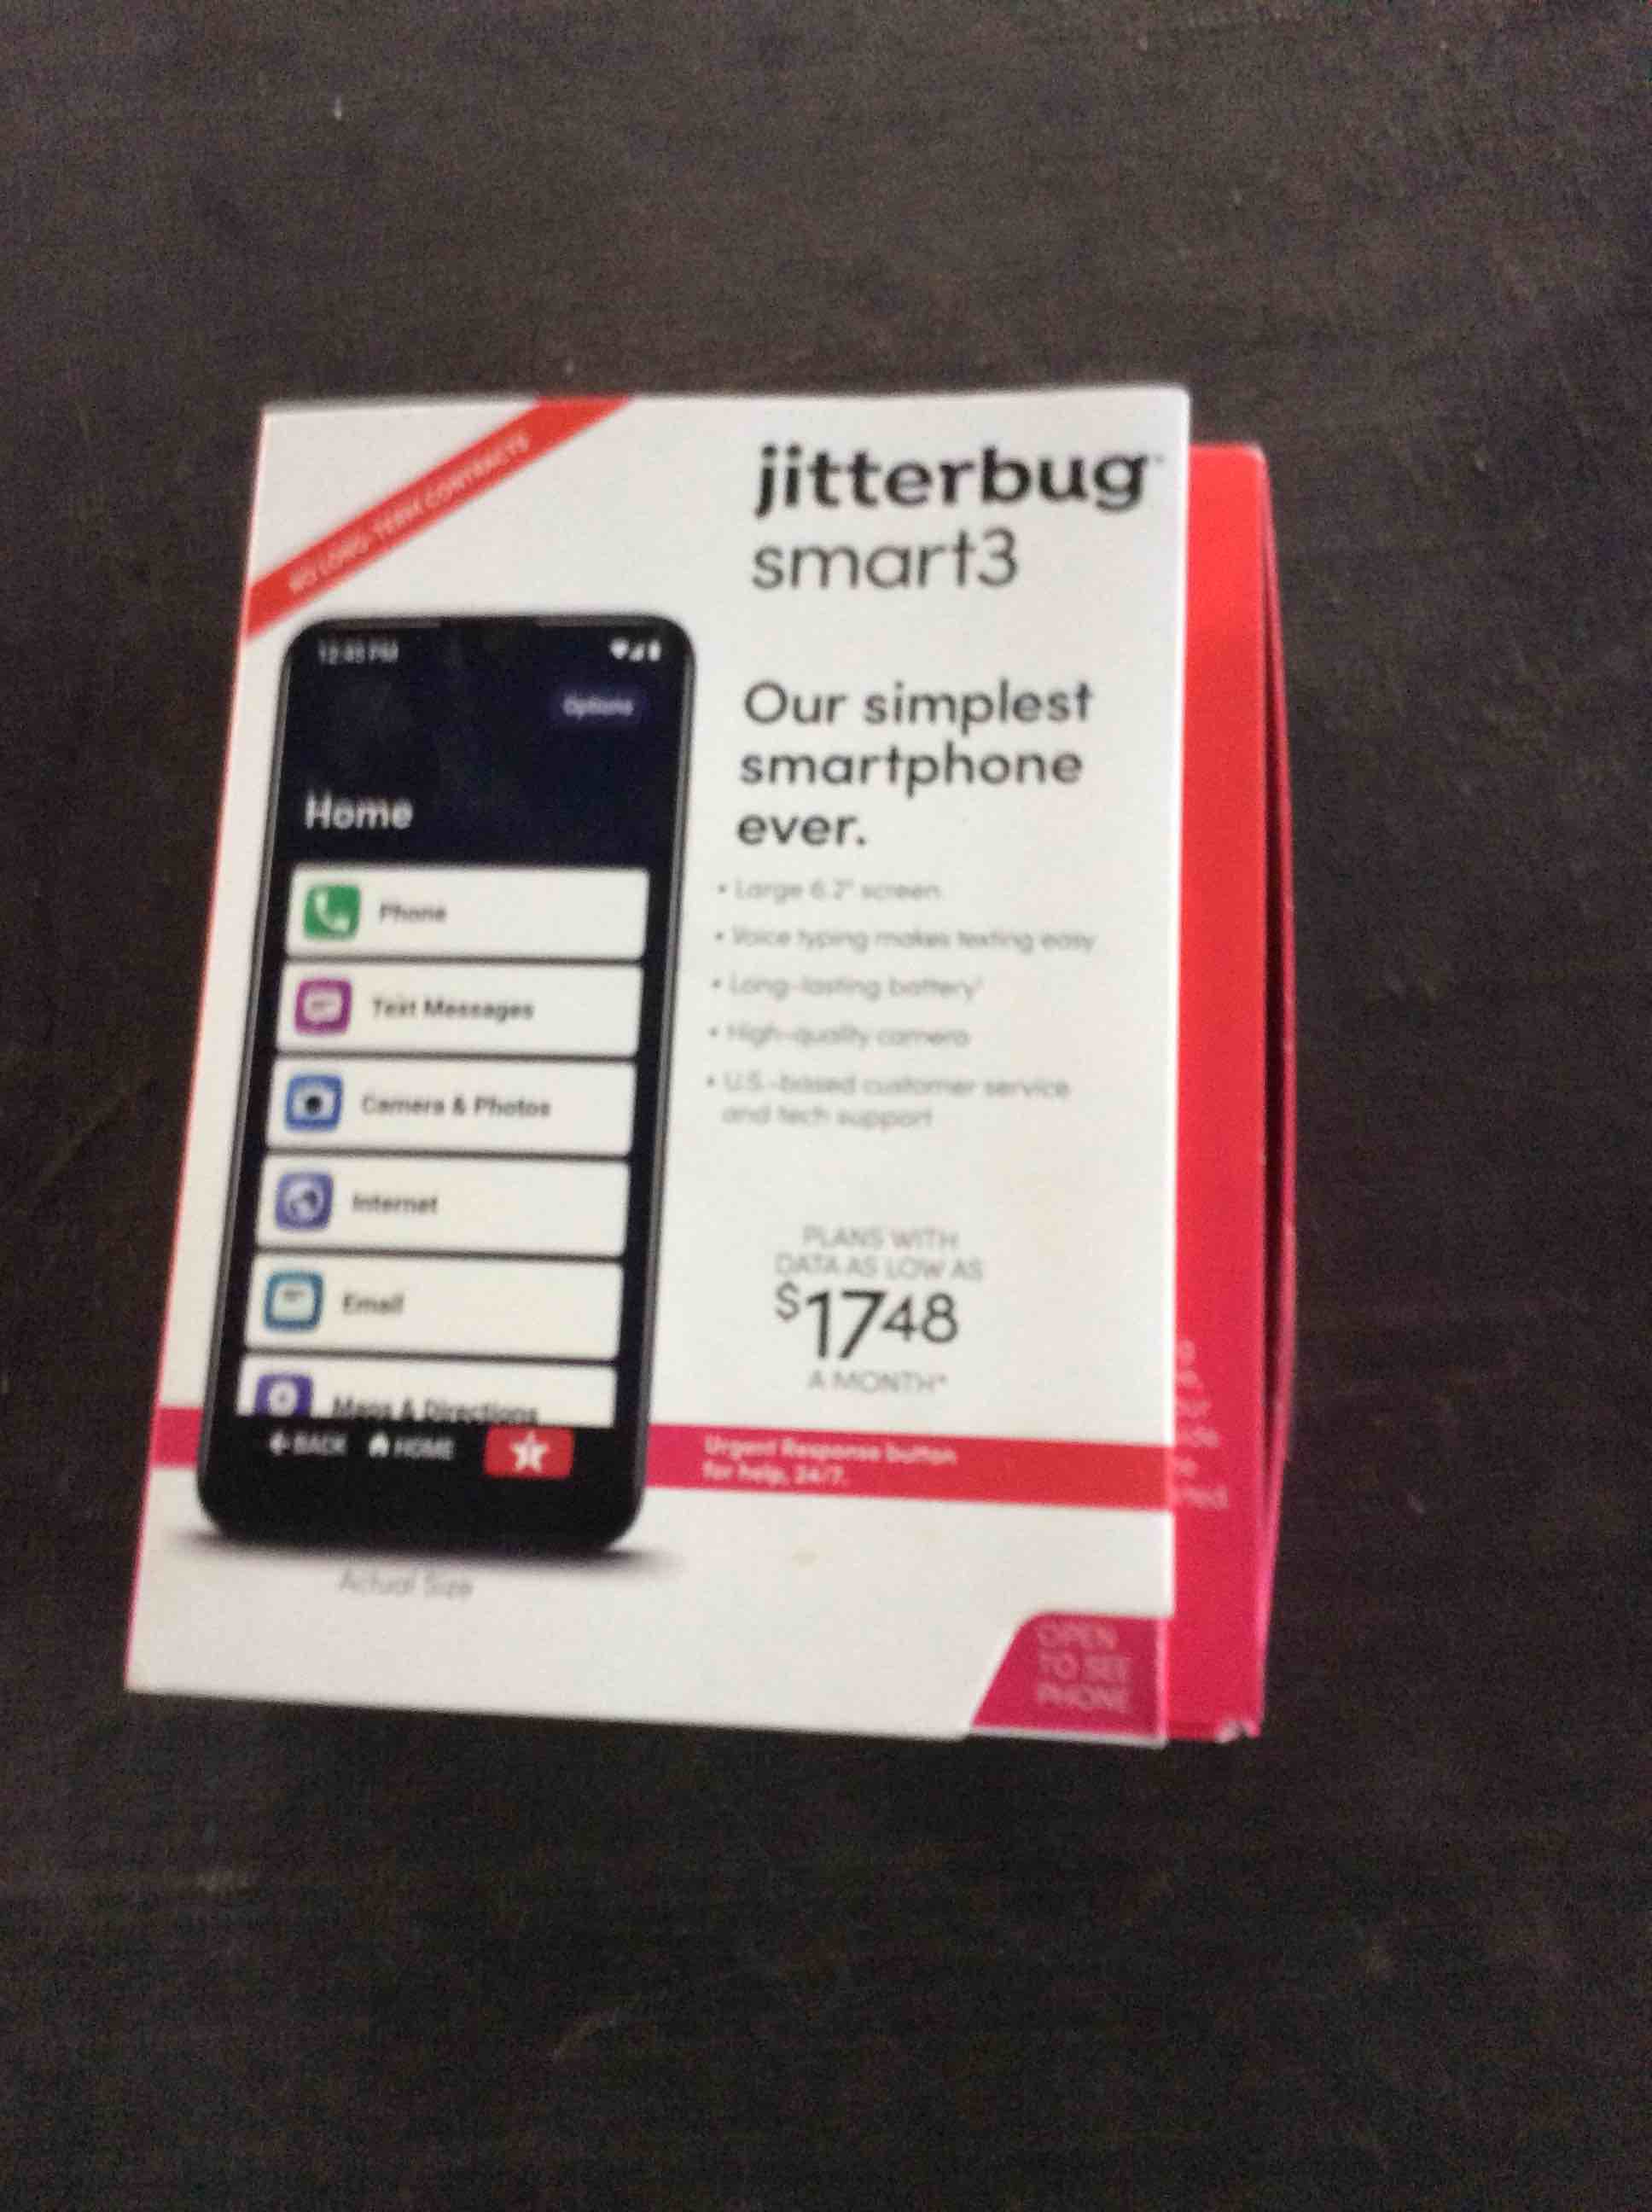 NO LONG-TERM CONTRACTS
jitterbug
smart3
12:45 PM
Options
Home
Phone
Text Messages
Camera & Photos
Internet
Email
Maps & Directions
BACK HOME
Actual Size
Our simplest
smartphone
ever.
• Large 6.2" screen
• Voice typing makes texting easy
• Long-lasting battery
• High-quality camera
• U.S.-based customer service
and tech support
PLANS WITH
DATA AS LOW AS
$1748
A MONTH*
Urgent Response button
for help, 24/7.
OPEN
TO SEE
PHONE